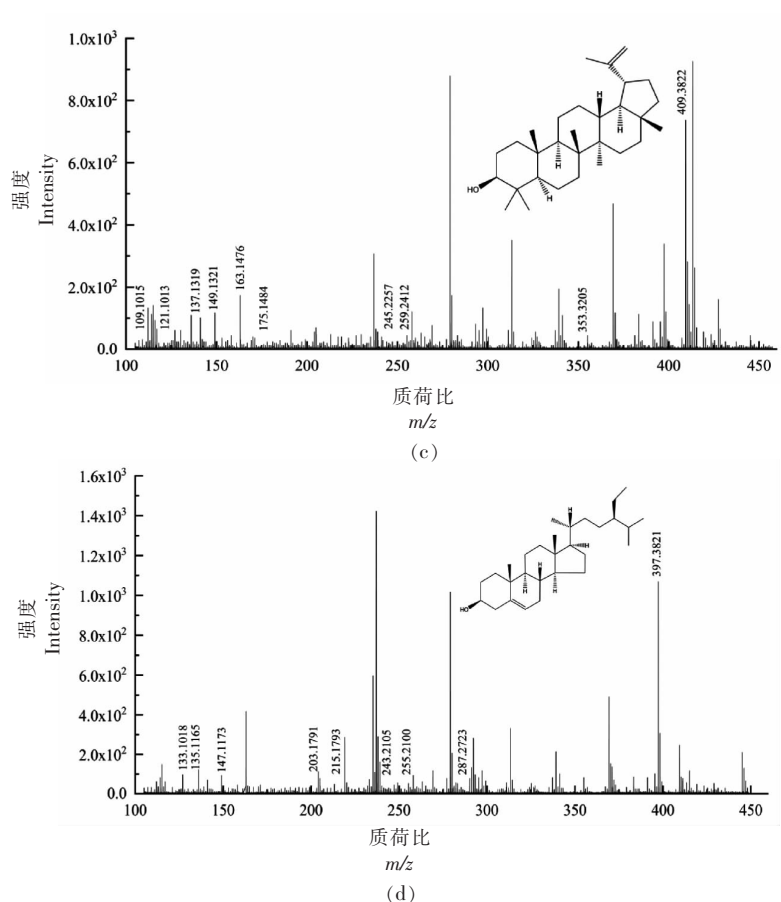 1.0x10³
8.0x10²
6.0x10²
4.0x10²
2.0x10²
0.0
强度
Intensity
109.1015
121.1013
137.1319
149.1321
163.1476
175.1484
245.2257
259.2412
353.3205
409.3822
HO
H
H
H
H
100
150
200
250
300
350
400
450
质荷比
m/z
(c)
1.6x10³
1.4x10³
1.2x10³
1.0x10³
8.0x10²
6.0x10²
4.0x10²
2.0x10²
0.0
强度
Intensity
133.1018
135.1165
147.1173
203.1791
215.1793
243.2105
255.2100
287.2723
397.3821
H
H
H
H
H
HO
100
150
200
250
300
350
400
450
质荷比
m/z
(d)